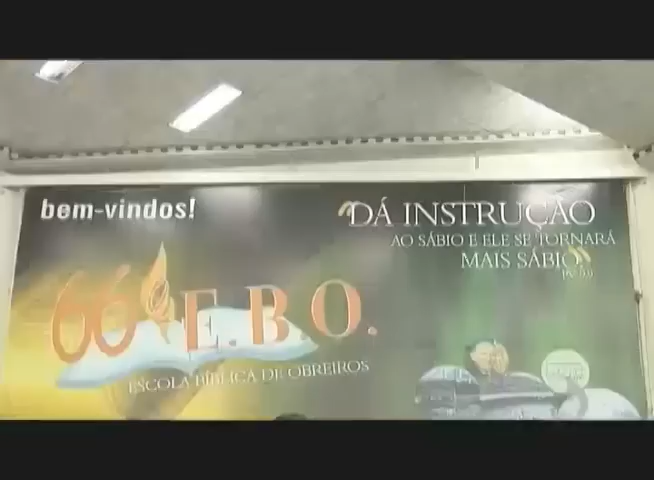 bem-vindos!
"DÁ INSTRUÇÃO
AO SÁBIO E ELE SE TORNARÁ
MAIS SÁBIO"
66ª E.B.O.
ESCOLA BÍBLICA DE OBREIROS